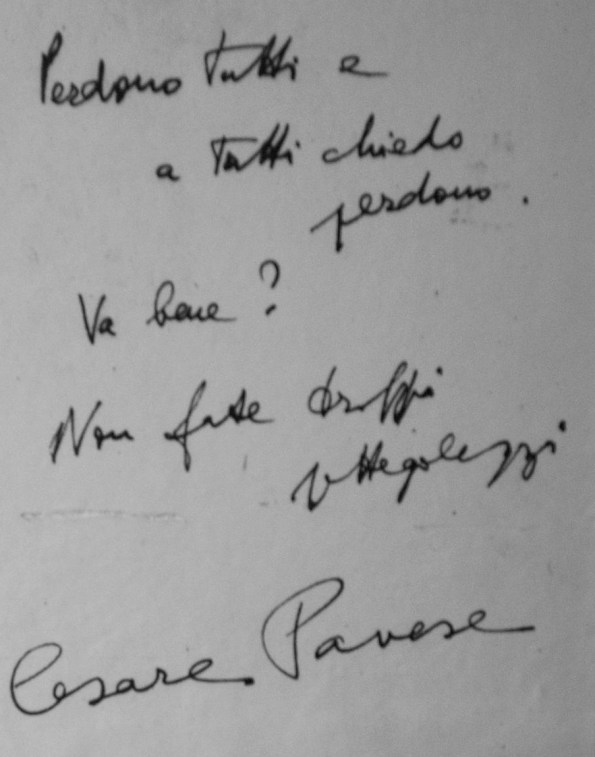 Perdono tutti e
a tutti chiedo
perdono.
Va bene?
Non fate troppi
pettegolezzi
Cesare Pavese